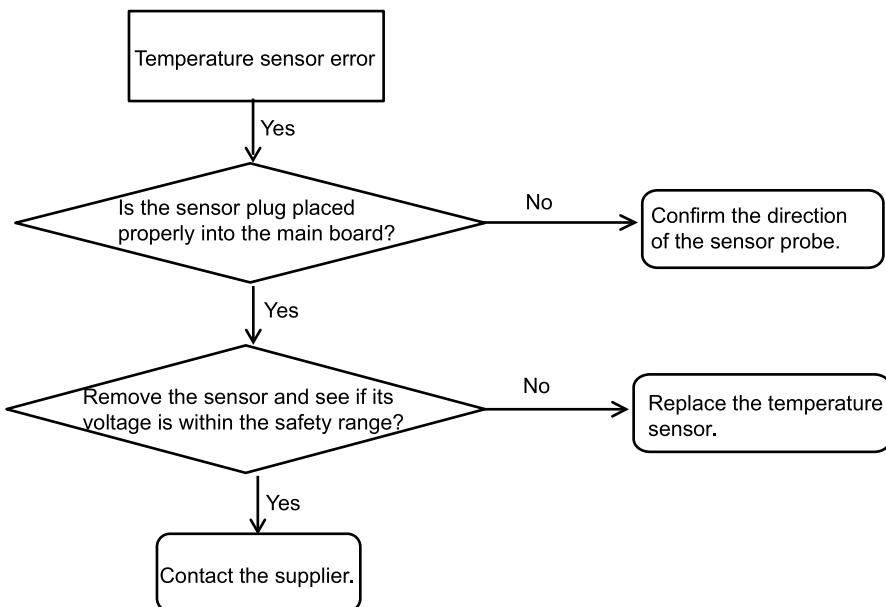 Temperature sensor error
Yes
Is the sensor plug placed
properly into the main board?
No
Confirm the direction
of the sensor probe.
Yes
Remove the sensor and see if its
voltage is within the safety range?
No
Replace the temperature
sensor.
Yes
Contact the supplier.